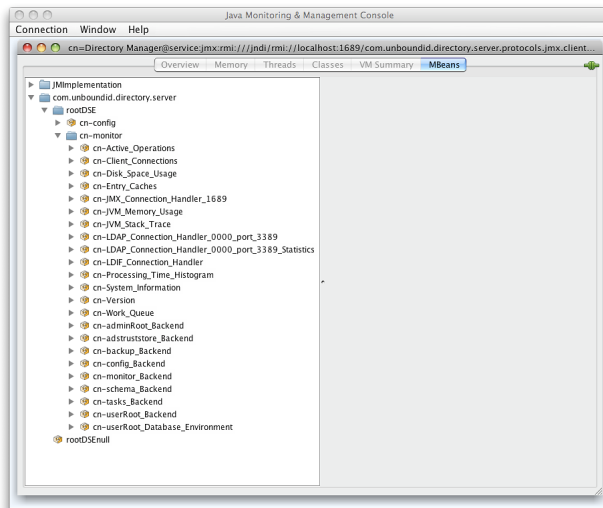 Java Monitoring & Management Console
Connection Window Help
cn=Directory Manager@service:jmx:rmi:///jndi/rmi://localhost:1689/com.unboundid.directory.server.protocols.jmx.client...
Overview Memory Threads Classes VM Summary MBeans
JMImplementation
com.unboundid.directory.server
rootDSE
cn-config
cn-monitor
cn-Active_Operations
cn-Client_Connections
cn-Disk_Space_Usage
cn-Entry_Caches
cn-JMX_Connection_Handler_1689
cn-JVM_Memory_Usage
cn-JVM_Stack_Trace
cn-LDAP_Connection_Handler_0000_port_3389
cn-LDAP_Connection_Handler_0000_port_3389_Statistics
cn-LDIF_Connection_Handler
cn-Processing_Time_Histogram
cn-System_Information
cn-Version
cn-Work_Queue
cn-adminRoot_Backend
cn-adstruststore_Backend
cn-backup_Backend
cn-config_Backend
cn-monitor_Backend
cn-schema_Backend
cn-tasks_Backend
cn-userRoot_Backend
cn-userRoot_Database_Environment
rootDSEnull